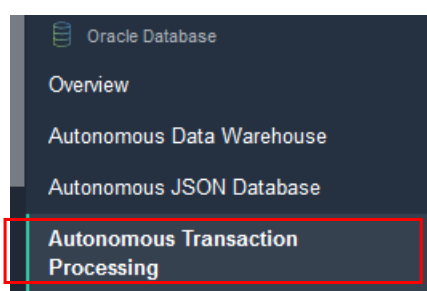 Oracle Database
Overview
Autonomous Data Warehouse
Autonomous JSON Database
Autonomous Transaction
Processing